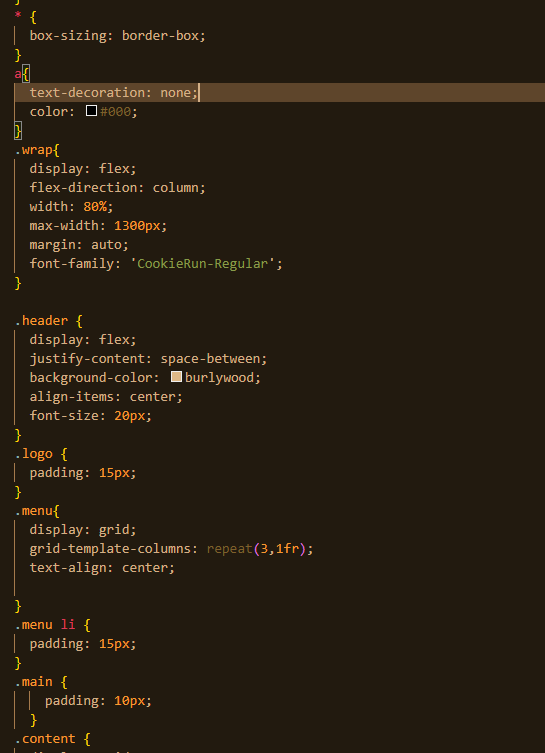 }
* {
box-sizing: border-box;
}
a{
text-decoration: none;
color: #000;
}
.wrap{
display: flex;
flex-direction: column;
width: 80%;
max-width: 1300px;
margin: auto;
font-family: 'CookieRun-Regular';
}
.header {
display: flex;
justify-content: space-between;
background-color: burlywood;
align-items: center;
font-size: 20px;
}
.logo {
padding: 15px;
}
.menu{
display: grid;
grid-template-columns: repeat(3,1fr);
text-align: center;
}
.menu li {
padding: 15px;
}
.main {
padding: 10px;
}
.content {